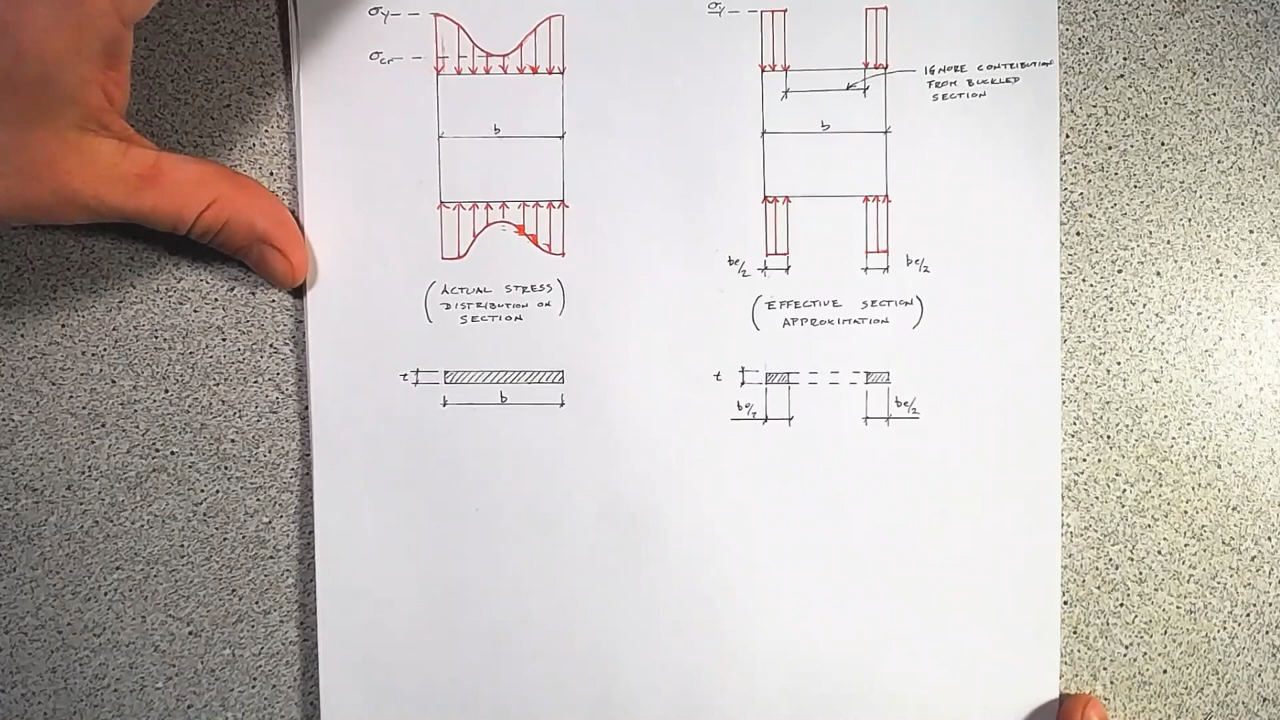 σY
σcr
b
(ACTUAL STRESS
DISTRIBUTION ON
SECTION)
t
b
σY
IGNORE CONTRIBUTION
FROM BUCKLED
SECTION
b
be/2
be/2
(EFFECTIVE SECTION
APPROXIMATION)
t
be/2
be/2